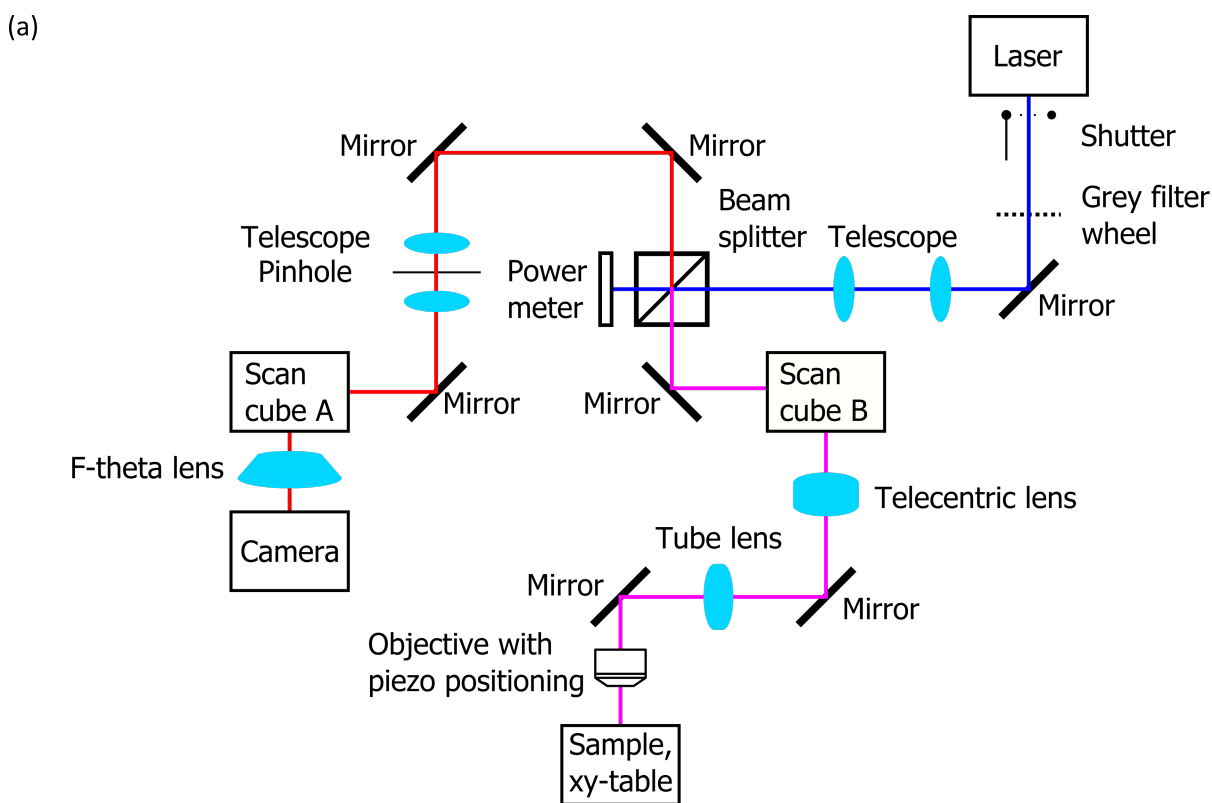 (a)
Laser
Shutter
Grey filter
wheel
Mirror
Telescope
Beam
splitter
Power
meter
Mirror
Mirror
Telescope
Pinhole
Mirror
Scan
cube A
F-theta lens
Camera
Mirror
Scan
cube B
Telecentric lens
Mirror
Tube lens
Mirror
Objective with
piezo positioning
Sample,
xy-table